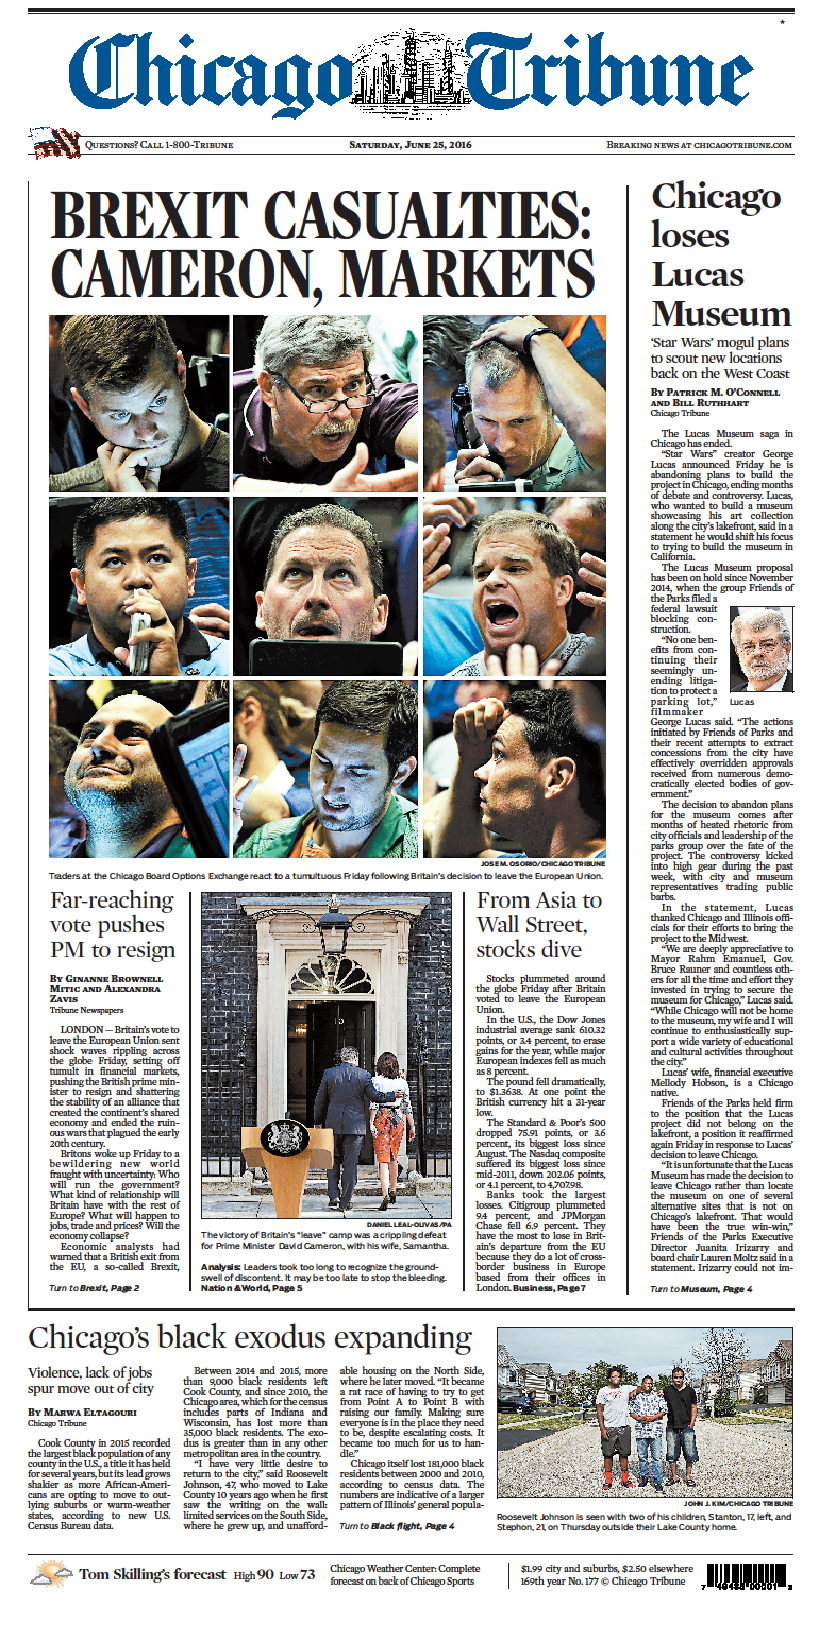 Chicago Tribune
QUESTIONS? CALL 1-800-TRIBUNE
SATURDAY, JUNE 25, 2016
BREAKING NEWS AT CHICAGOTRIBUNE.COM
BREXIT CASUALTIES:
CAMERON, MARKETS
JOSE M. OSORIO/CHICAGO TRIBUNE
Traders at the Chicago Board Options Exchange react to a tumultuous Friday following Britain's decision to leave the European Union.
Far-reaching
vote pushes
PM to resign
BY GINANNE BROWNELL
MITIC AND ALEXANDRA
ZAVIS
Tribune Newspapers
LONDON — Britain's vote to
leave the European Union sent
shock waves rippling across
the globe Friday, setting off
tumult in financial markets,
pushing the British prime min-
ister to resign and shattering
the stability of an alliance that
created the continent's shared
economy and ended the ruin-
ous wars that plagued the early
20th century.
Britons woke up Friday to a
bewildering new world
fraught with uncertainty: Who
will run the government?
What kind of relationship will
Britain have with the rest of
Europe? What will happen to
jobs, trade and prices? Will the
economy collapse?
Economic analysts had
warned that a British exit from
the EU, a so-called Brexit,
Turn to Brexit, Page 2
DANIEL LEAL-OLIVAS/PA
The victory of Britain's "leave" camp was a crippling defeat
for Prime Minister David Cameron, with his wife, Samantha.
Analysis: Leaders took too long to recognize the ground-
swell of discontent. It may be too late to stop the bleeding.
Nation & World, Page 5
From Asia to
Wall Street,
stocks dive
Stocks plummeted around
the globe Friday after Britain
voted to leave the European
Union.
In the U.S., the Dow Jones
industrial average sank 610.32
points, or 3.4 percent, to erase
gains for the year, while major
European indexes fell as much
as 8 percent.
The pound fell dramatically,
to $1.3638. At one point the
British currency hit a 31-year
low.
The Standard & Poor's 500
dropped 75.91 points, or 3.6
percent, its biggest loss since
August. The Nasdaq composite
suffered its biggest loss since
mid-2011, down 202.06 points,
or 4.1 percent, to 4,707.98.
Banks took the largest
losses. Citigroup plummeted
9.4 percent, and JPMorgan
Chase fell 6.9 percent. They
have the most to lose in Brit-
ain's departure from the EU
because they do a lot of cross-
border business in Europe
based from their offices in
London. Business, Page 7
Chicago
loses
Lucas
Museum
'Star Wars' mogul plans
to scout new locations
back on the West Coast
BY PATRICK M. O'CONNELL
AND BILL RUTHHART
Chicago Tribune
The Lucas Museum saga in
Chicago has ended.
"Star Wars" creator George
Lucas announced Friday he is
abandoning plans to build the
project in Chicago, ending months
of debate and controversy. Lucas,
who wanted to build a museum
showcasing his art collection
along the city's lakefront, said in a
statement he would shift his focus
to trying to build the museum in
California.
The Lucas Museum proposal
has been on hold since November
2014, when the group Friends of
the Parks filed a
federal lawsuit
blocking con-
struction.
"No one ben-
efits from con-
tinuing their
seemingly un-
ending litiga-
tion to protect a
parking lot,"
filmmaker
Lucas
George Lucas said. "The actions
initiated by Friends of Parks and
their recent attempts to extract
concessions from the city have
effectively overridden approvals
received from numerous demo-
cratically elected bodies of gov-
ernment."
The decision to abandon plans
for the museum comes after
months of heated rhetoric from
city officials and leadership of the
parks group over the fate of the
project. The controversy kicked
into high gear during the past
week, with city and museum
representatives trading public
barbs.
In the statement, Lucas
thanked Chicago and Illinois offi-
cials for their efforts to bring the
project to the Midwest.
"We are deeply appreciative to
Mayor Rahm Emanuel, Gov.
Bruce Rauner and countless oth-
ers for all the time and effort they
invested in trying to secure the
museum for Chicago," Lucas said.
"While Chicago will not be home
to the museum, my wife and I will
continue to enthusiastically sup-
port a wide variety of educational
and cultural activities throughout
the city."
Lucas' wife, financial executive
Mellody Hobson, is a Chicago
native.
Friends of the Parks held firm
to the position that the Lucas
project did not belong on the
lakefront, a position it reaffirmed
again Friday in response to Lucas'
decision to leave Chicago.
"It is unfortunate that the Lucas
Museum has made the decision to
leave Chicago rather than locate
the museum on one of several
alternative sites that is not on
Chicago's lakefront. That would
have been the true win-win,"
Friends of the Parks Executive
Director Juanita Irizarry and
board chair Lauren Moltz said in a
statement. Irizarry could not im-
Turn to Museum, Page 4
Chicago's black exodus expanding
Violence, lack of jobs
spur move out of city
BY MARWA ELTAGOURI
Chicago Tribune
Cook County in 2015 recorded
the largest black population of any
county in the U.S., a title it has held
for several years, but its lead grows
shakier as more African-Ameri-
cans are opting to move to out-
lying suburbs or warm-weather
states, according to new U.S.
Census Bureau data.
Between 2014 and 2015, more
than 9,000 black residents left
Cook County, and since 2010, the
Chicago area, which for the census
includes parts of Indiana and
Wisconsin, has lost more than
35,000 black residents. The exo-
dus is greater than in any other
metropolitan area in the country.
"I have very little desire to
return to the city," said Roosevelt
Johnson, 47, who moved to Lake
County 10 years ago when he first
saw the writing on the wall:
limited services on the South Side,
where he grew up, and unafford-
able housing on the North Side,
where he later moved. "It became
a rat race of having to try to get
from Point A to Point B with
raising our family. Making sure
everyone is in the place they need
to be, despite escalating costs. It
became too much for us to han-
dle."
Chicago itself lost 181,000 black
residents between 2000 and 2010,
according to census data. The
numbers are indicative of a larger
pattern of Illinois' general popula-
Turn to Black flight, Page 4
JOHN J. KIM/CHICAGO TRIBUNE
Roosevelt Johnson is seen with two of his children, Stanton, 17, left, and
Stephon, 21, on Thursday outside their Lake County home.
Tom Skilling's forecast High 90 Low 73
Chicago Weather Center: Complete
forecast on back of Chicago Sports
$1.99 city and suburbs, $2.50 elsewhere
169th year No. 177 © Chicago Tribune